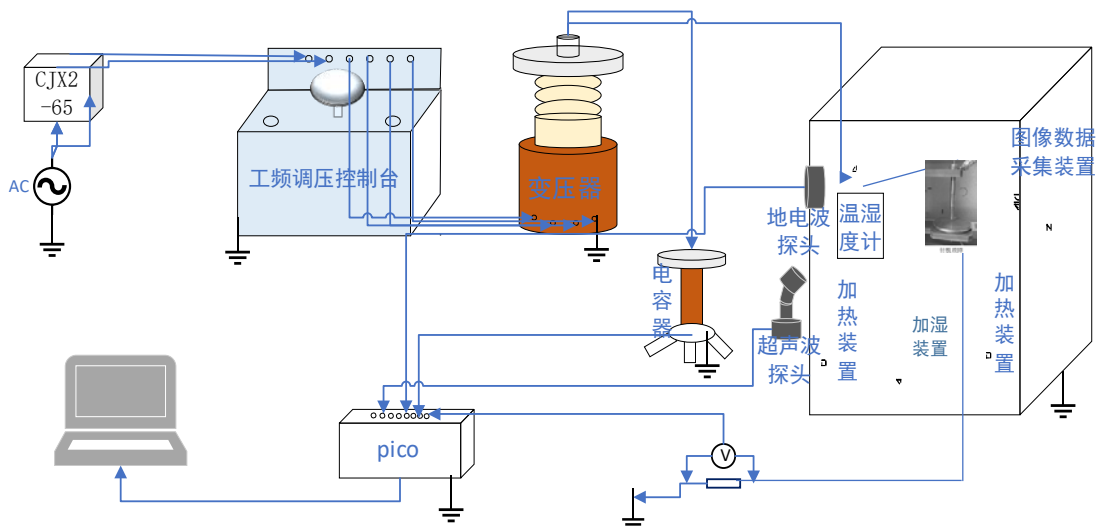 CJX2
-65
AC
工频调压控制台
变压器
电
容
器
地电波
探头
超声波
探头
温湿
度计
图像数据
采集装置
加
热
装
置
加湿
装置
加
热
装
置
N
pico
V